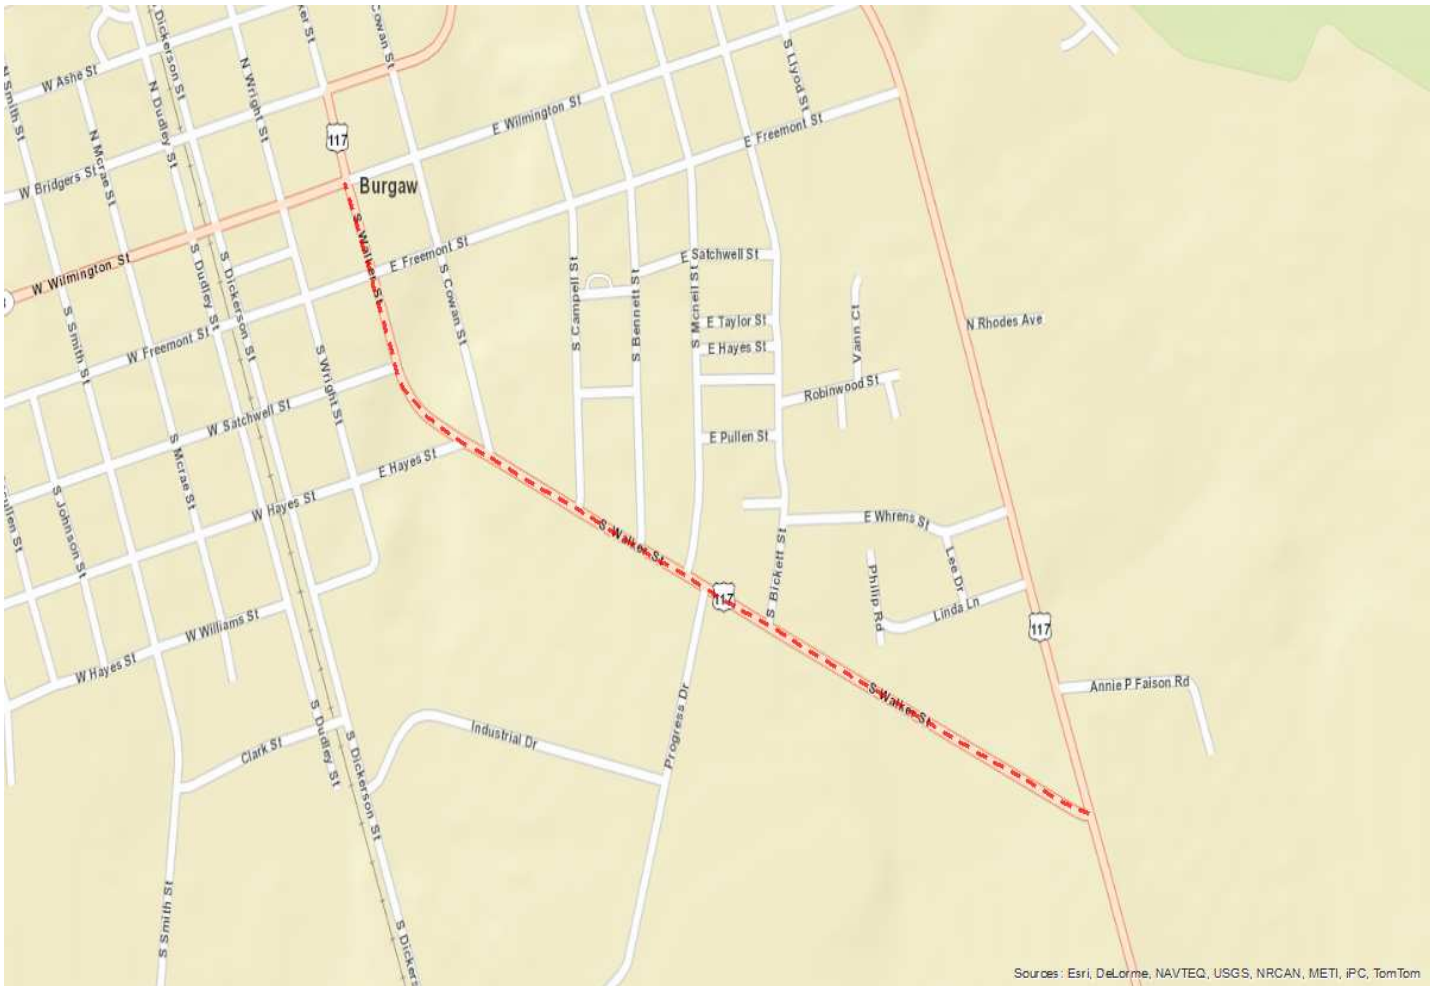 S Dickerson St
ker St
Cowan St
W Ashe St
N Smith St
N Dudley St
N Wright St
S Llyod St
E Wilmington St
N Mcrae St
117
E Freemont St
W Bridgers St
Burgaw
S Walker St
E Freemont St
W Wilmington St
S Dudley St
S Dickerson St
S Cowan St
S Campell St
S Bennett St
S Mcneil St
E Satchwell St
E Taylor St
E Hayes St
Vann Ct
N Rhodes Ave
S Smith St
W Freemont St
S Wright St
Robinwood St
W Satchwell St
E Pullen St
S Mcrae St
E Hayes St
W Hayes St
S Johnson St
ullen St
S Walker St
E Whrens St
Lee Dr
S Bickett St
Philip Rd
Linda Ln
117
117
W Williams St
W Hayes St
S Walker St
Annie P Faison Rd
Progress Dr
Industrial Dr
Clark St
S Dudley St
S Dickerson St
S Smith St
S Dickers
Sources: Esri, DeLorme, NAVTEQ, USGS, NRCAN, METI, iPC, TomTom